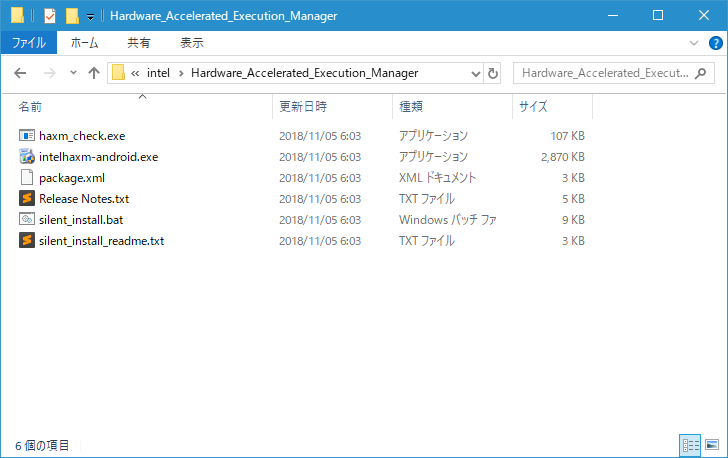 Hardware_Accelerated_Execution_Manager
ファイル ホーム 共有 表示
« intel > Hardware_Accelerated_Execution_Manager Hardware_Accelerated_Execut...
名前 更新日時 種類 サイズ
haxm_check.exe 2018/11/05 6:03 アプリケーション 107 KB
intelhaxm-android.exe 2018/11/05 6:03 アプリケーション 2,870 KB
package.xml 2018/11/05 6:03 XML ドキュメント 3 KB
Release Notes.txt 2018/11/05 6:03 TXT ファイル 5 KB
silent_install.bat 2018/11/05 6:03 Windows バッチ ファ 9 KB
silent_install_readme.txt 2018/11/05 6:03 TXT ファイル 3 KB
6 個の項目